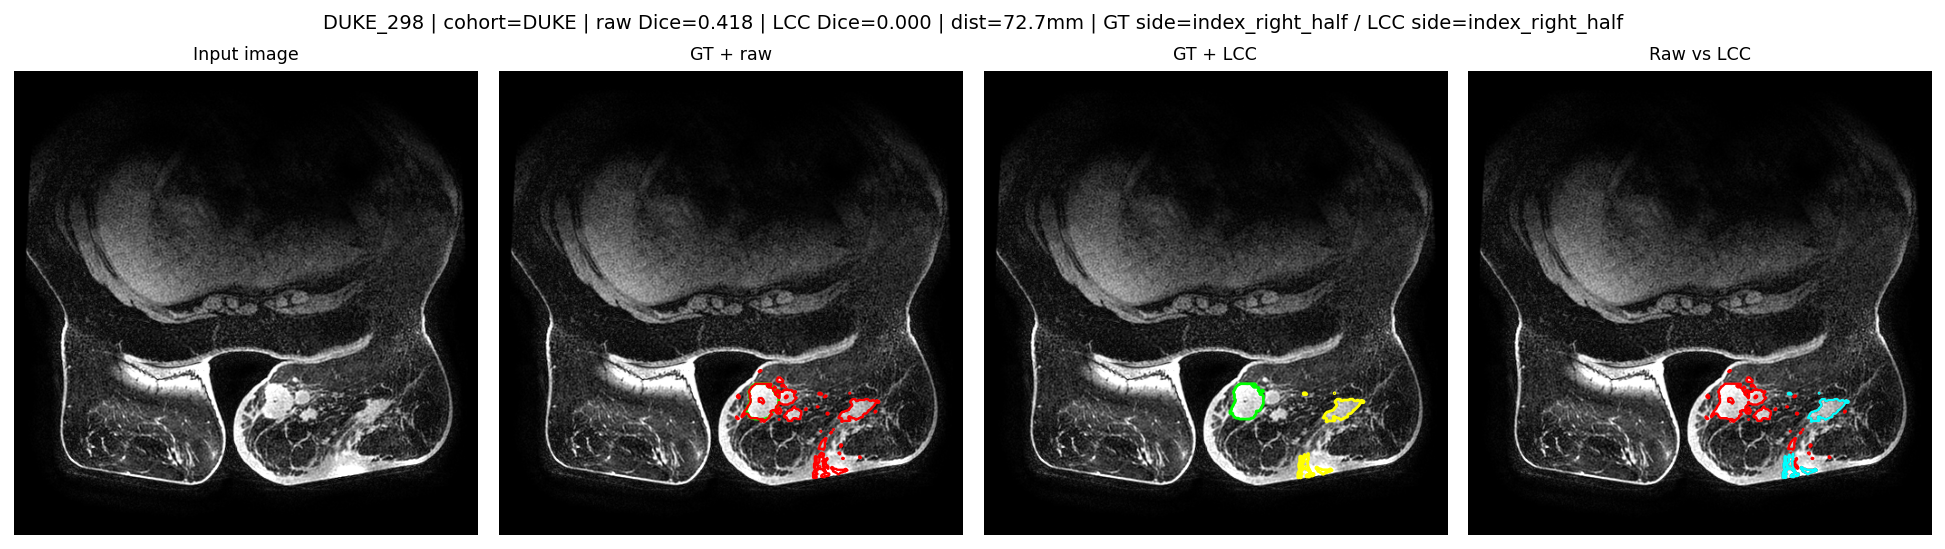 DUKE_298 | cohort=DUKE | raw Dice=0.418 | LCC Dice=0.000 | dist=72.7mm | GT side=index_right_half / LCC side=index_right_half
Input image
GT + raw
GT + LCC
Raw vs LCC